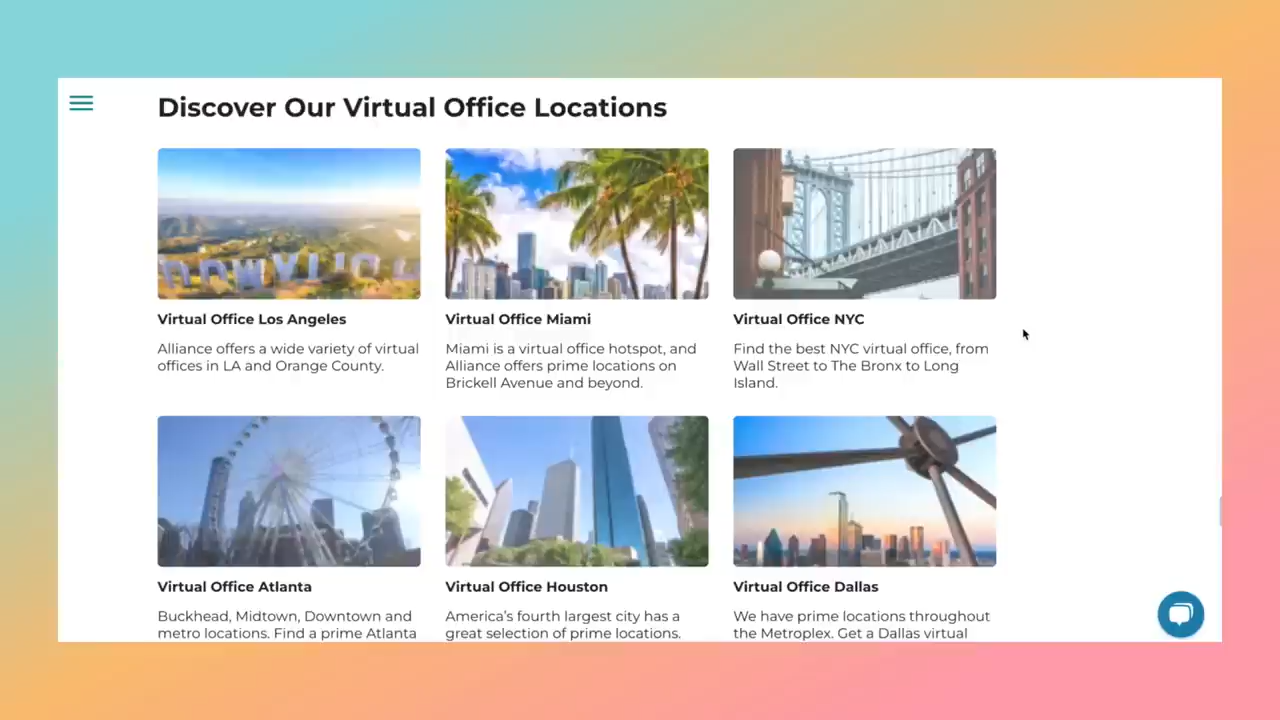 Discover Our Virtual Office Locations
Virtual Office Los Angeles
Alliance offers a wide variety of virtual
offices in LA and Orange County.
Virtual Office Miami
Miami is a virtual office hotspot, and
Alliance offers prime locations on
Brickell Avenue and beyond.
Virtual Office NYC
Find the best NYC virtual office, from
Wall Street to The Bronx to Long
Island.
Virtual Office Atlanta
Buckhead, Midtown, Downtown and
metro locations. Find a prime Atlanta
Virtual Office Houston
America’s fourth largest city has a
great selection of prime locations.
Virtual Office Dallas
We have prime locations throughout
the Metroplex. Get a Dallas virtual